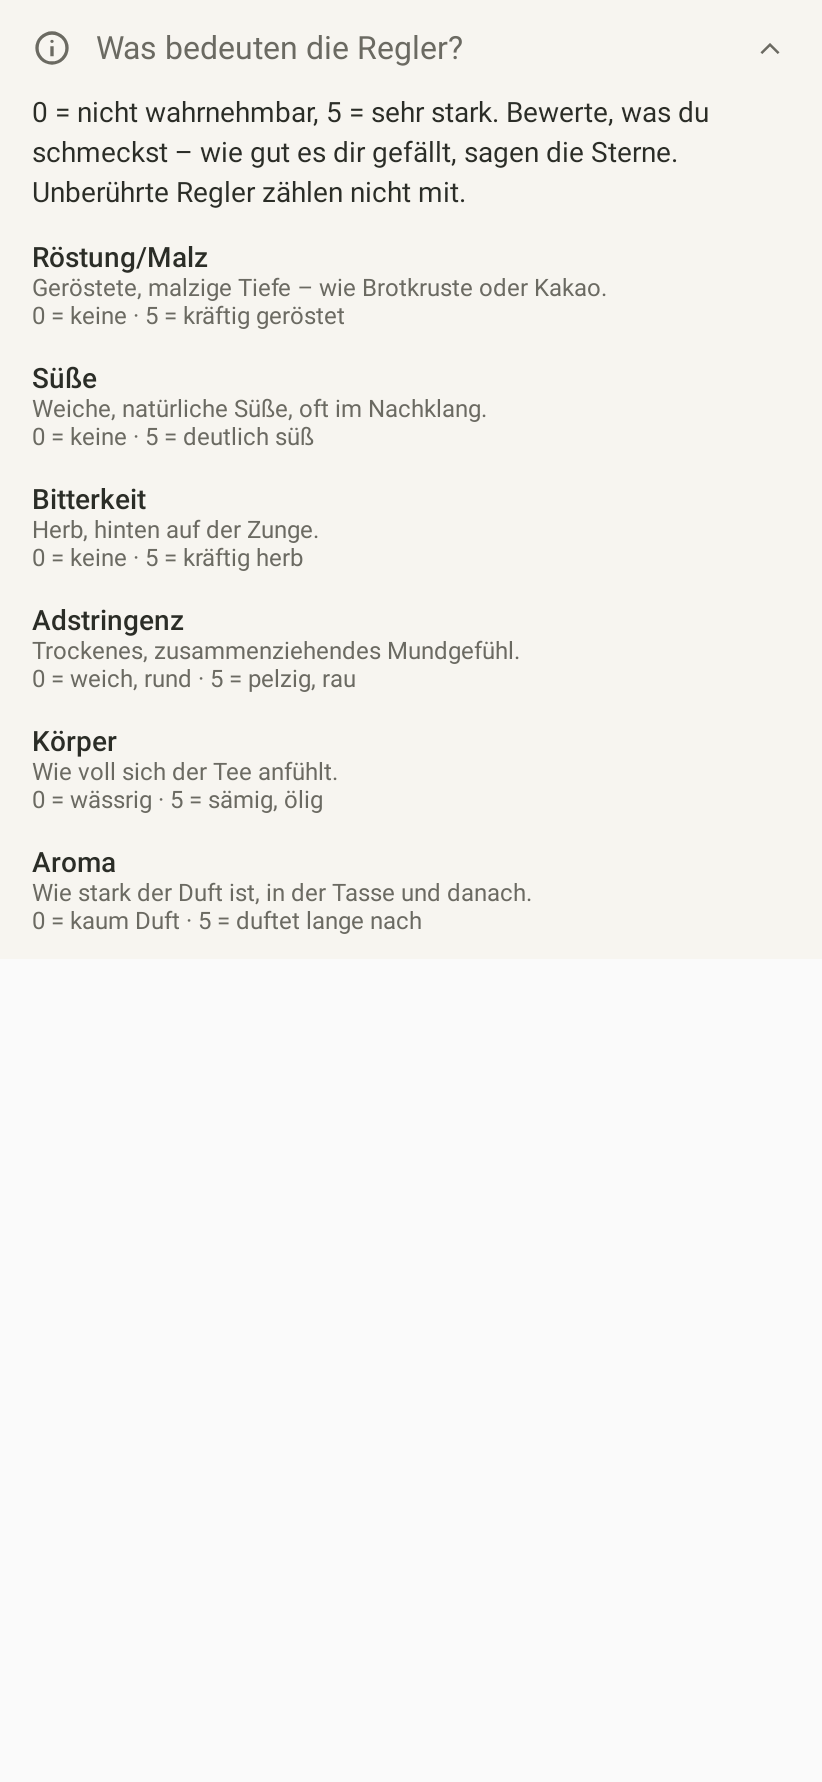 Was bedeuten die Regler?
0 = nicht wahrnehmbar, 5 = sehr stark. Bewerte, was du
schmeckst – wie gut es dir gefällt, sagen die Sterne.
Unberührte Regler zählen nicht mit.
Röstung/Malz
Geröstete, malzige Tiefe – wie Brotkruste oder Kakao.
0 = keine · 5 = kräftig geröstet
Süße
Weiche, natürliche Süße, oft im Nachklang.
0 = keine · 5 = deutlich süß
Bitterkeit
Herb, hinten auf der Zunge.
0 = keine · 5 = kräftig herb
Adstringenz
Trockenes, zusammenziehendes Mundgefühl.
0 = weich, rund · 5 = pelzig, rau
Körper
Wie voll sich der Tee anfühlt.
0 = wässrig · 5 = sämig, ölig
Aroma
Wie stark der Duft ist, in der Tasse und danach.
0 = kaum Duft · 5 = duftet lange nach